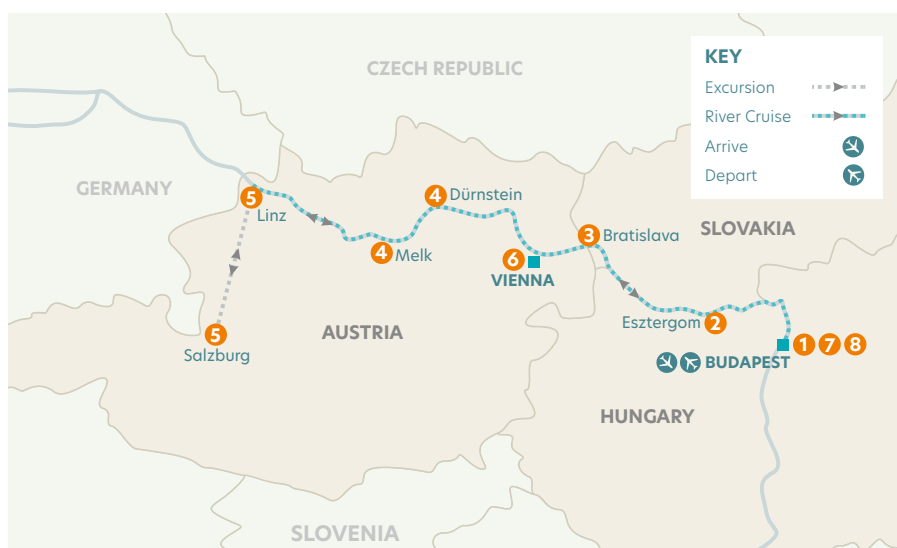 CZECH REPUBLIC
KEY
Excursion
River Cruise
Arrive
Depart
GERMANY
5
Linz
4
Dürnstein
4
Melk
6
VIENNA
3
Bratislava
SLOVAKIA
5
Salzburg
AUSTRIA
Esztergom
2
1 7 8
BUDAPEST
HUNGARY
SLOVENIA